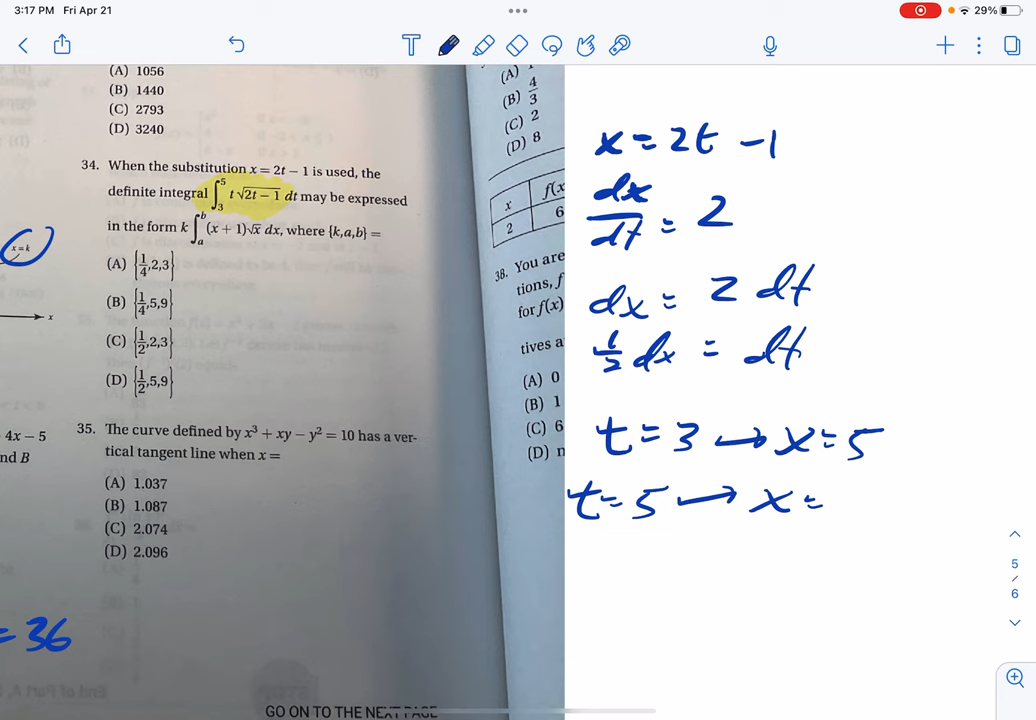 3:17 PM Fri Apr 21
29%
T
(A) 1056
(B) 1440
(C) 2793
(D) 3240
34. When the substitution x = 2t − 1 is used, the
definite integral ∫₃⁵ t√(2t − 1) dt may be expressed
in the form k ∫ₐᵇ (x + 1)√x dx, where {k,a,b} =
(A) {1/4,2,3}
(B) {1/4,5,9}
(C) {1/2,2,3}
(D) {1/2,5,9}
35. The curve defined by x³ + xy − y² = 10 has a ver-
tical tangent line when x =
(A) 1.037
(B) 1.087
(C) 2.074
(D) 2.096
GO ON TO THE NEXT PAGE
x = k
x
4x − 5
nd B
= 36
(A)
(B) 4/3
(C) 2
(D) 8
x f(x
2 6
38. You are
tions, f
for f(x)
tives a
(A) 0
(B) 1
(C) 6
(D) n
x = 2t − 1
dx/dt = 2
dx = 2 dt
1/2 dx = dt
t = 3 → x = 5
t = 5 → x =
5
/
6